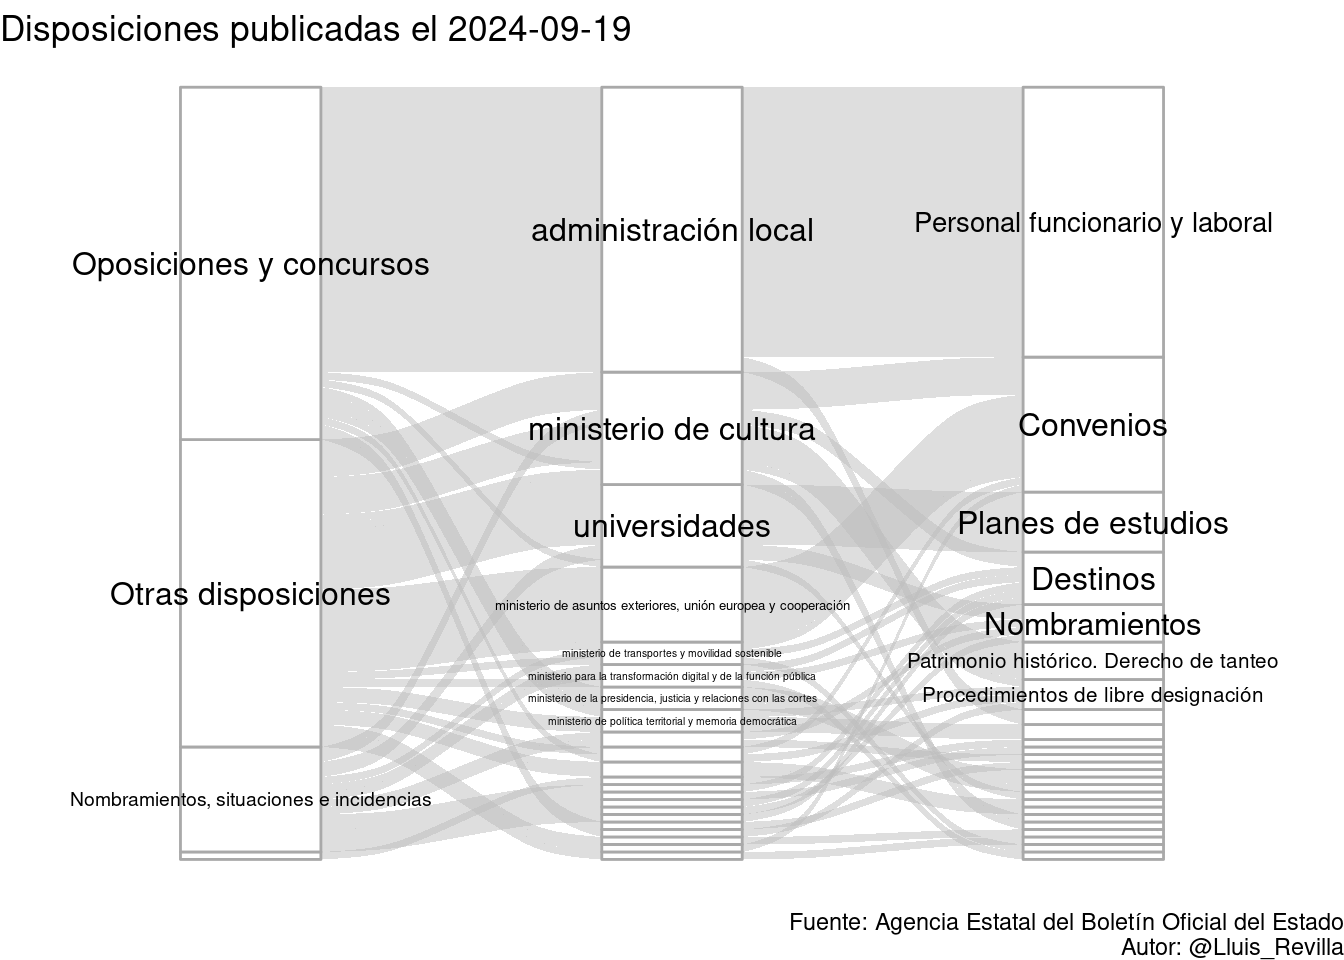 Disposiciones publicadas el 2024-09-19
Oposiciones y concursos
Otras disposiciones
Nombramientos, situaciones e incidencias
administración local
ministerio de cultura
universidades
ministerio de asuntos exteriores, unión europea y cooperación
ministerio de transportes y movilidad sostenible
ministerio para la transformación digital y de la función pública
ministerio de la presidencia, justicia y relaciones con las cortes
ministerio de política territorial y memoria democrática
Personal funcionario y laboral
Convenios
Planes de estudios
Destinos
Nombramientos
Patrimonio histórico. Derecho de tanteo
Procedimientos de libre designación
Fuente: Agencia Estatal del Boletín Oficial del Estado
Autor: @Lluis_Revilla